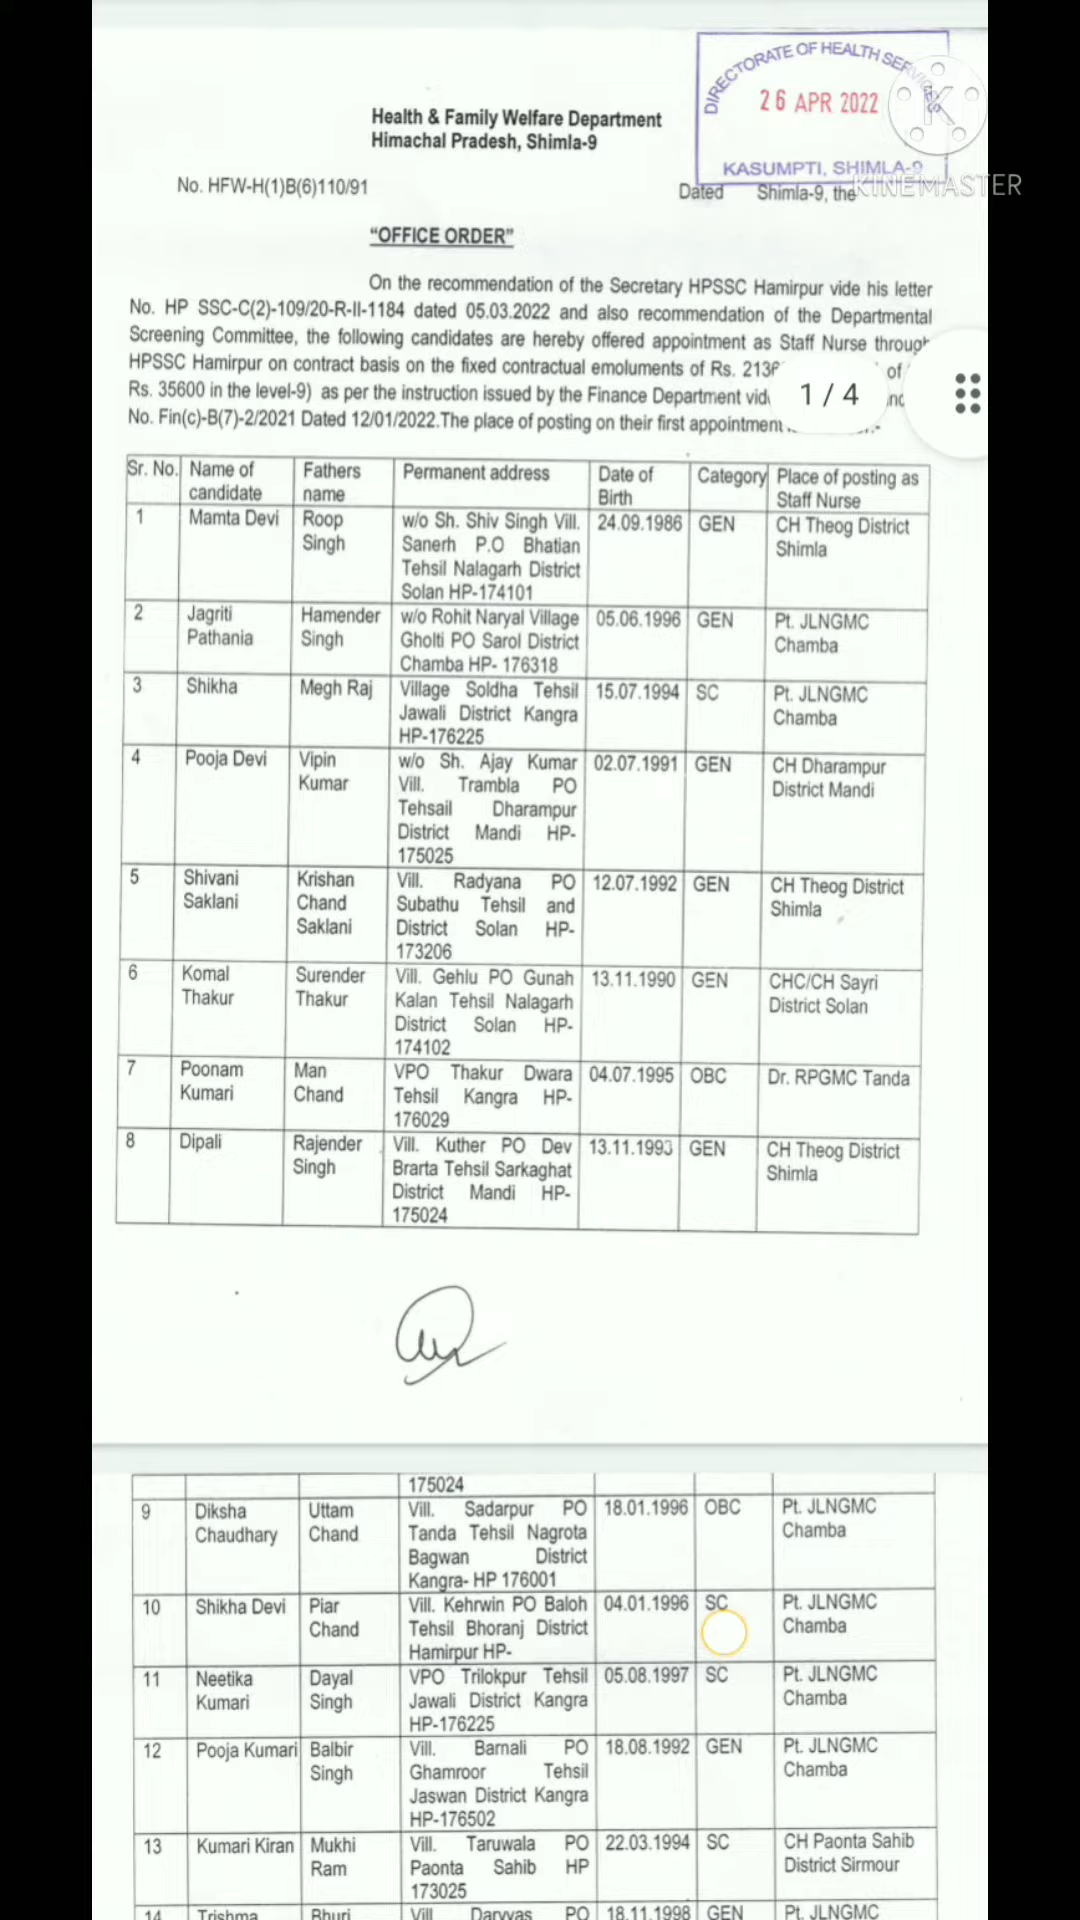 DIRECTORATE OF HEALTH SERVICES
26 APR 2022
KASUMPTI, SHIMLA-9
K
KINEMASTER
Health & Family Welfare Department
Himachal Pradesh, Shimla-9
No. HFW-H(1)B(6)110/91
Dated Shimla-9, the
"OFFICE ORDER"
On the recommendation of the Secretary HPSSC Hamirpur vide his letter
No. HP SSC-C(2)-109/20-R-II-1184 dated 05.03.2022 and also recommendation of the Departmental
Screening Committee, the following candidates are hereby offered appointment as Staff Nurse through
HPSSC Hamirpur on contract basis on the fixed contractual emoluments of Rs. of
Rs. 35600 in the level-9) as per the instruction issued by the Finance Department
No. Fin(c)-B(7)-2/2021 Dated 12/01/2022.The place of posting on their first appointment
1 / 4
Sr. No. Name of candidate Fathers name Permanent address Date of Birth Category Place of posting as Staff Nurse
1 Mamta Devi Roop Singh w/o Sh. Shiv Singh Vill. Sanerh P.O Bhatian Tehsil Nalagarh District Solan HP-174101 24.09.1986 GEN CH Theog District Shimla
2 Jagriti Pathania Hamender Singh w/o Rohit Naryal Village Gholti PO Sarol District Chamba HP- 176318 05.06.1996 GEN Pt. JLNGMC Chamba
3 Shikha Megh Raj Village Soldha Tehsil Jawali District Kangra HP-176225 15.07.1994 SC Pt. JLNGMC Chamba
4 Pooja Devi Vipin Kumar w/o Sh. Ajay Kumar Vill. Trambla PO Tehsail Dharampur District Mandi HP-175025 02.07.1991 GEN CH Dharampur District Mandi
5 Shivani Saklani Krishan Chand Saklani Vill. Radyana PO Subathu Tehsil and District Solan HP-173206 12.07.1992 GEN CH Theog District Shimla
6 Komal Thakur Surender Thakur Vill. Gehlu PO Gunah Kalan Tehsil Nalagarh District Solan HP-174102 13.11.1990 GEN CHC/CH Sayri District Solan
7 Poonam Kumari Man Chand VPO Thakur Dwara Tehsil Kangra HP-176029 04.07.1995 OBC Dr. RPGMC Tanda
8 Dipali Rajender Singh Vill. Kuther PO Dev Brarta Tehsil Sarkaghat District Mandi HP-175024 13.11.1993 GEN CH Theog District Shimla
175024
9 Diksha Chaudhary Uttam Chand Vill. Sadarpur PO Tanda Tehsil Nagrota Bagwan District Kangra- HP 176001 18.01.1996 OBC Pt. JLNGMC Chamba
10 Shikha Devi Piar Chand Vill. Kehrwin PO Baloh Tehsil Bhoranj District Hamirpur HP- 04.01.1996 SC Pt. JLNGMC Chamba
11 Neetika Kumari Dayal Singh VPO Trilokpur Tehsil Jawali District Kangra HP-176225 05.08.1997 SC Pt. JLNGMC Chamba
12 Pooja Kumari Balbir Singh Vill. Barnali PO Ghamroor Tehsil Jaswan District Kangra HP-176502 18.08.1992 GEN Pt. JLNGMC Chamba
13 Kumari Kiran Mukhi Ram Vill. Taruwala PO Paonta Sahib HP 173025 22.03.1994 SC CH Paonta Sahib District Sirmour
14 Trishma Bhuri Vill Daryyas PO 18.11.1998 GEN Pt. JLNGMC